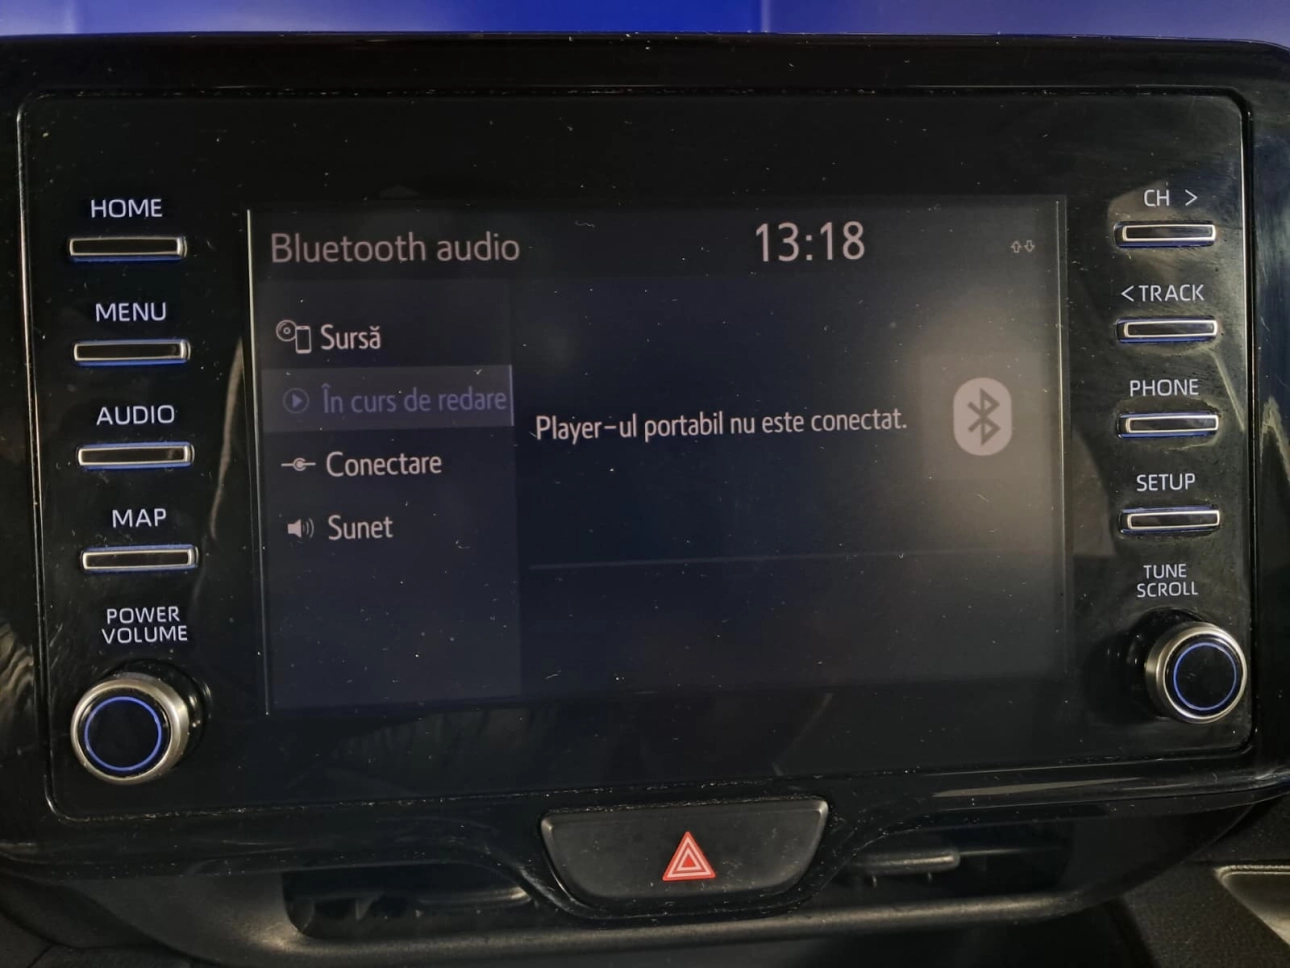 HOME
MENU
AUDIO
MAP
POWER
VOLUME
Bluetooth audio 13:18
Sursă
În curs de redare
Conectare
Sunet
Player-ul portabil nu este conectat.
CH >
< TRACK
PHONE
SETUP
TUNE
SCROLL